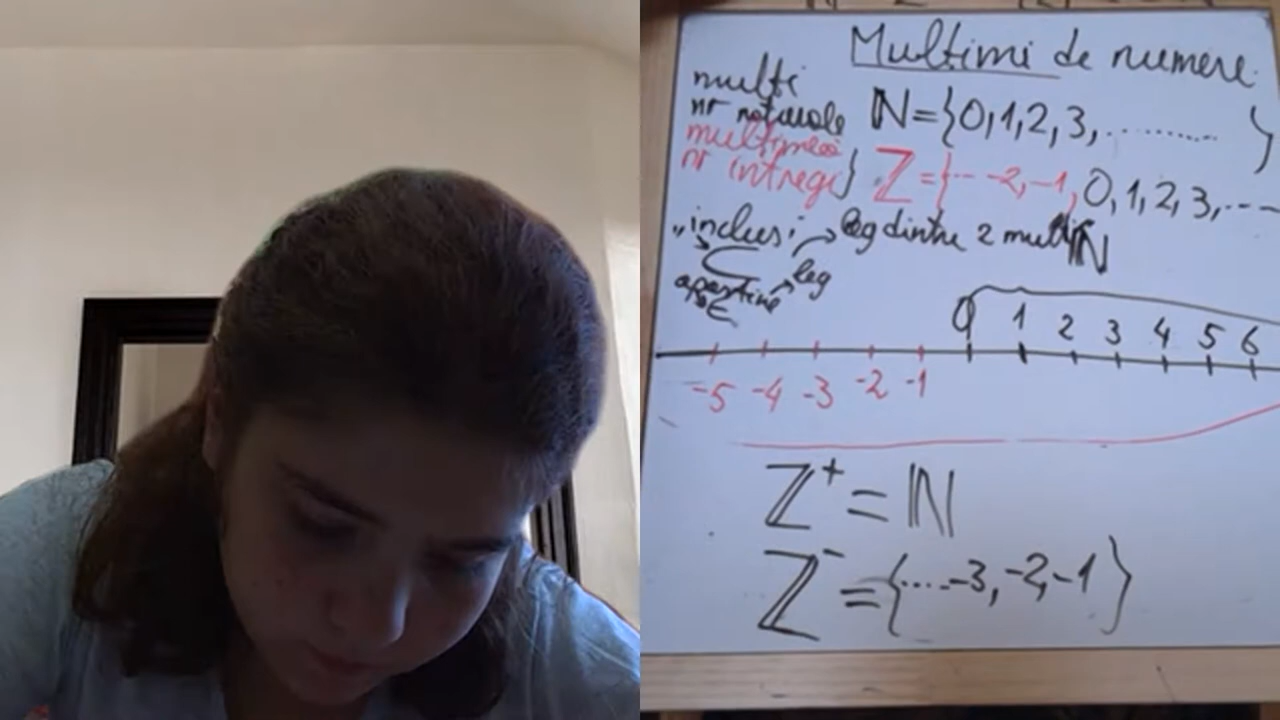 Multimi de numere
multi
nr naturale N={0,1,2,3,..........}
multimea
nr intregi} Z={... -2,-1,0,1,2,3,....
"inclus: leg dintre 2 multi
⊂
N
apartine leg
∈
0 1 2 3 4 5 6
-5 -4 -3 -2 -1
Z+ = N
Z- = {....-3,-2,-1}